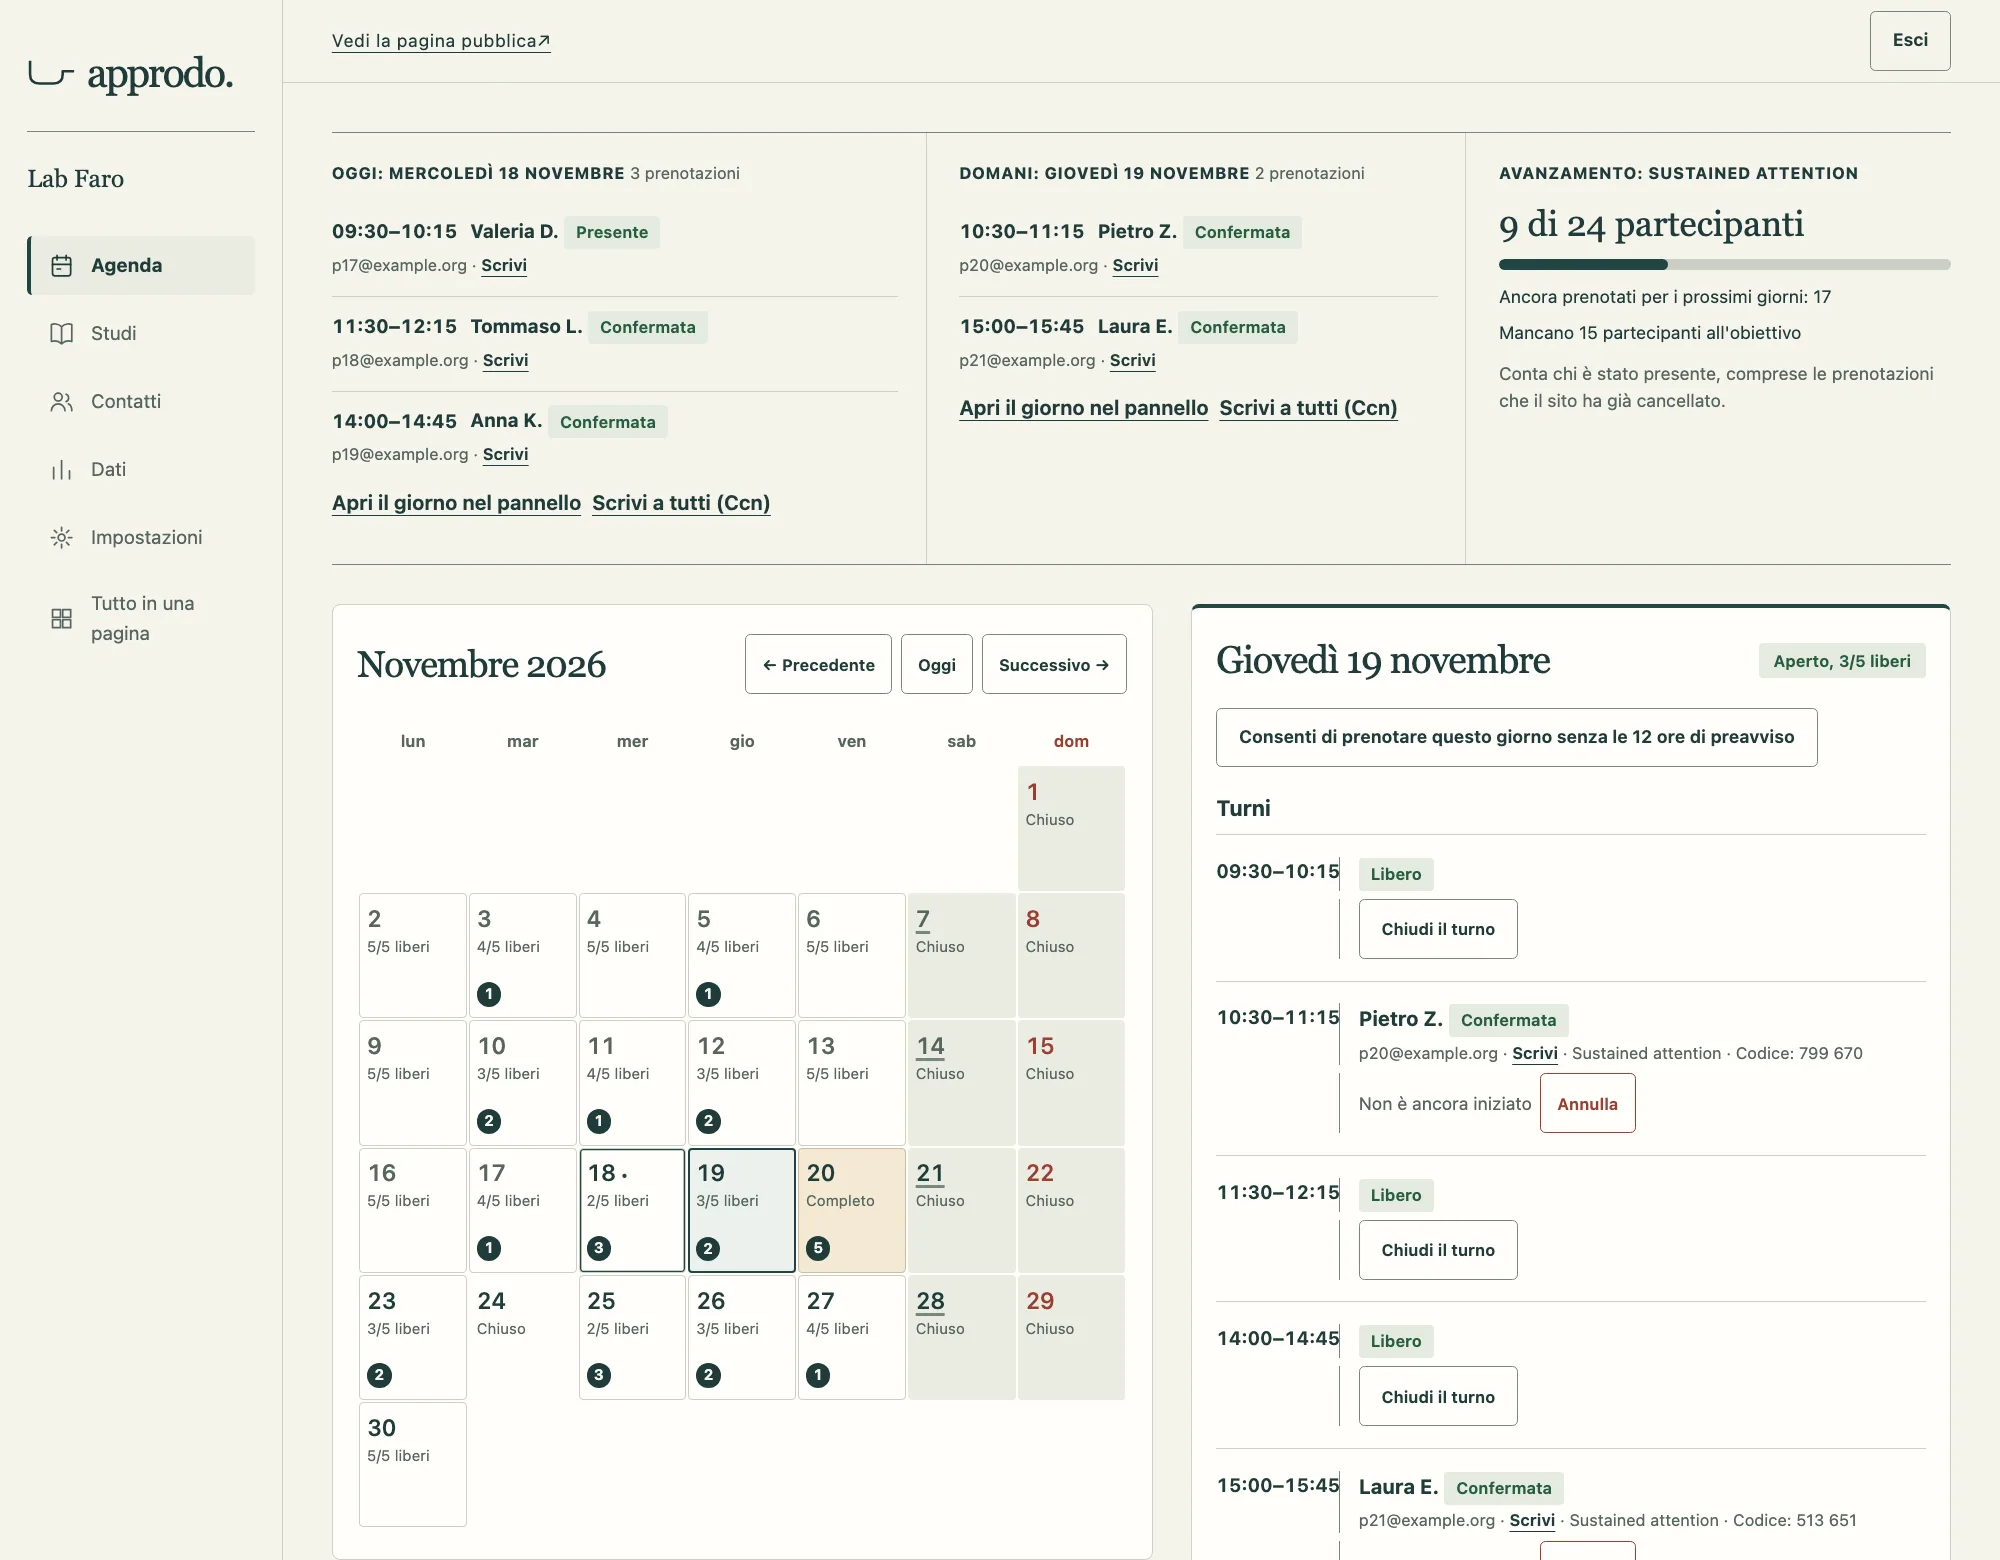 approdo.
Lab Faro
Agenda
Studi
Contatti
Dati
Impostazioni
Tutto in una
pagina
Vedi la pagina pubblica↗
Esci
OGGI: MERCOLEDÌ 18 NOVEMBRE 3 prenotazioni
09:30–10:15 Valeria D. Presente
p17@example.org · Scrivi
11:30–12:15 Tommaso L. Confermata
p18@example.org · Scrivi
14:00–14:45 Anna K. Confermata
p19@example.org · Scrivi
Apri il giorno nel pannello Scrivi a tutti (Ccn)
DOMANI: GIOVEDÌ 19 NOVEMBRE 2 prenotazioni
10:30–11:15 Pietro Z. Confermata
p20@example.org · Scrivi
15:00–15:45 Laura E. Confermata
p21@example.org · Scrivi
Apri il giorno nel pannello Scrivi a tutti (Ccn)
AVANZAMENTO: SUSTAINED ATTENTION
9 di 24 partecipanti
Ancora prenotati per i prossimi giorni: 17
Mancano 15 partecipanti all'obiettivo
Conta chi è stato presente, comprese le prenotazioni
che il sito ha già cancellato.
Novembre 2026
← Precedente Oggi Successivo →
lun mar mer gio ven sab dom
1
Chiuso
2 3 4 5 6 7 8
5/5 liberi 4/5 liberi 5/5 liberi 4/5 liberi 5/5 liberi Chiuso Chiuso
1 1
9 10 11 12 13 14 15
5/5 liberi 3/5 liberi 4/5 liberi 3/5 liberi 5/5 liberi Chiuso Chiuso
2 1 2
16 17 18 · 19 20 21 22
5/5 liberi 4/5 liberi 2/5 liberi 3/5 liberi Completo Chiuso Chiuso
1 3 2 5
23 24 25 26 27 28 29
3/5 liberi Chiuso 2/5 liberi 3/5 liberi 4/5 liberi Chiuso Chiuso
2 3 2 1
30
5/5 liberi
Giovedì 19 novembre Aperto, 3/5 liberi
Consenti di prenotare questo giorno senza le 12 ore di preavviso
Turni
09:30–10:15 Libero
Chiudi il turno
10:30–11:15 Pietro Z. Confermata
p20@example.org · Scrivi · Sustained attention · Codice: 799 670
Non è ancora iniziato Annulla
11:30–12:15 Libero
Chiudi il turno
14:00–14:45 Libero
Chiudi il turno
15:00–15:45 Laura E. Confermata
p21@example.org · Scrivi · Sustained attention · Codice: 513 651